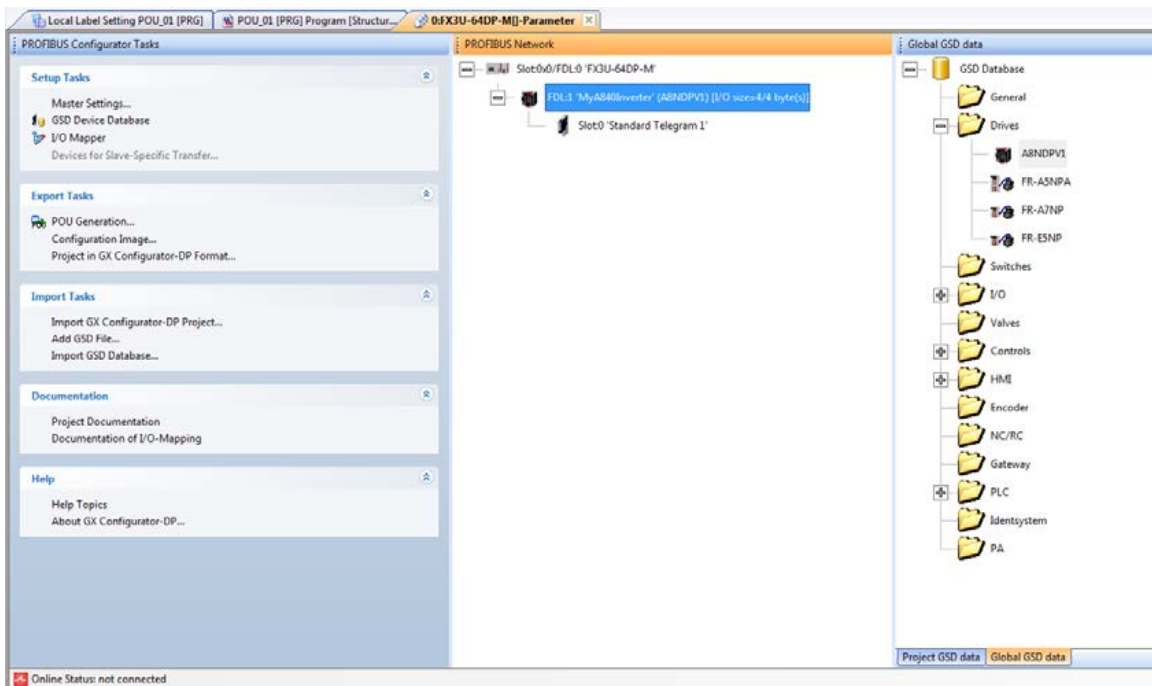 Local Label Setting POU_01 [PRG]
POU_01 [PRG] Program [Structur...
0:FX3U-64DP-M[]-Parameter
PROFIBUS Configurator Tasks
Setup Tasks
Master Settings...
GSD Device Database
I/O Mapper
Devices for Slave-Specific Transfer...
Export Tasks
POU Generation...
Configuration Image...
Project in GX Configurator-DP Format...
Import Tasks
Import GX Configurator-DP Project...
Add GSD File...
Import GSD Database...
Documentation
Project Documentation
Documentation of I/O-Mapping
Help
Help Topics
About GX Configurator-DP...
PROFIBUS Network
Slot:0x0/FDL:0 'FX3U-64DP-M'
FDL:1 'MyA840Inverter' (A8NDPV1) [I/O size=4/4 byte(s)]
Slot:0 'Standard Telegram 1'
Global GSD data
GSD Database
General
Drives
A8NDPV1
FR-A5NPA
FR-A7NP
FR-E5NP
Switches
I/O
Valves
Controls
HMI
Encoder
NC/RC
Gateway
PLC
Identsystem
PA
Project GSD data
Global GSD data
Online Status: not connected